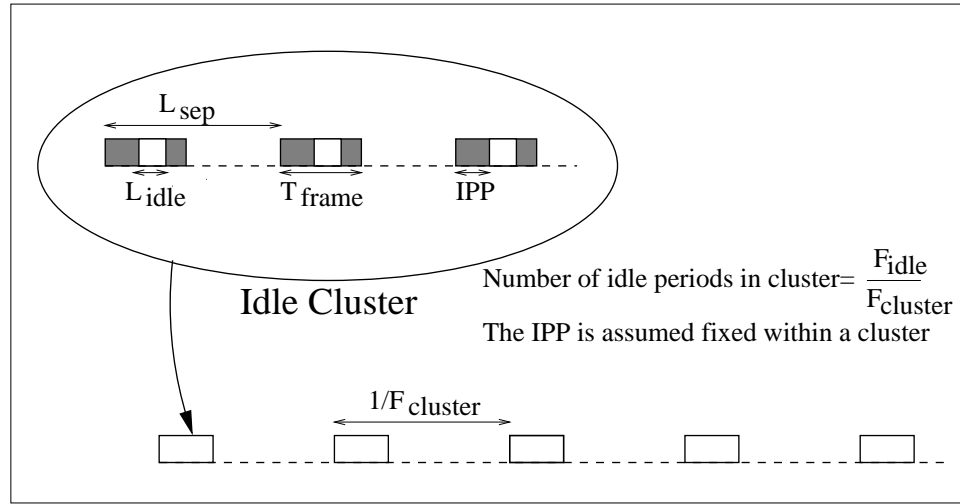 L sep
L idle
T frame
IPP
Idle Cluster
Number of idle periods in cluster= F idle / F cluster
The IPP is assumed fixed within a cluster
1/F cluster